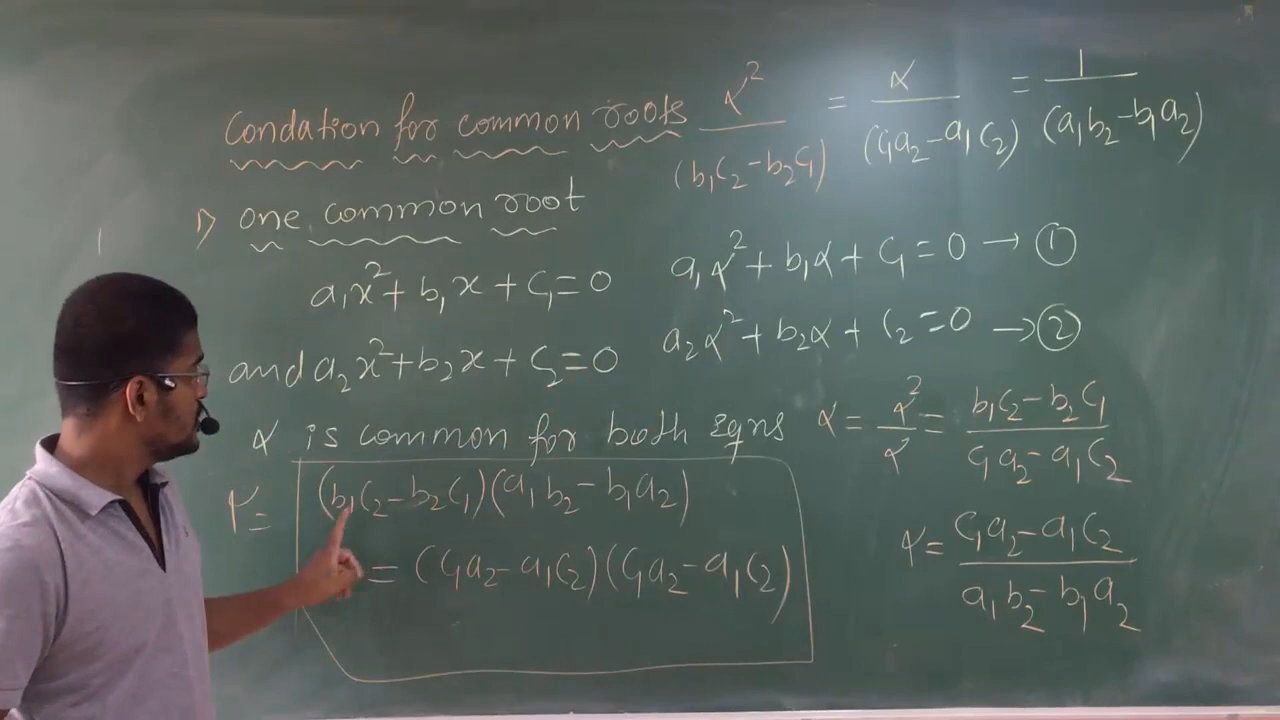 Condation for common roots
α²/(b₁c₂-b₂c₁) = α/(c₁a₂-a₁c₂) = 1/(a₁b₂-b₁a₂)
1) one common root
a₁x²+b₁x+c₁=0
and a₂x²+b₂x+c₂=0
α is common for both eqns
a₁α²+b₁α+c₁=0 → ①
a₂α²+b₂α+c₂=0 → ②
α = α²/α = (b₁c₂-b₂c₁)/(c₁a₂-a₁c₂)
α = (c₁a₂-a₁c₂)/(a₁b₂-b₁a₂)
(b₁c₂-b₂c₁)(a₁b₂-b₁a₂)
= (c₁a₂-a₁c₂)(c₁a₂-a₁c₂)